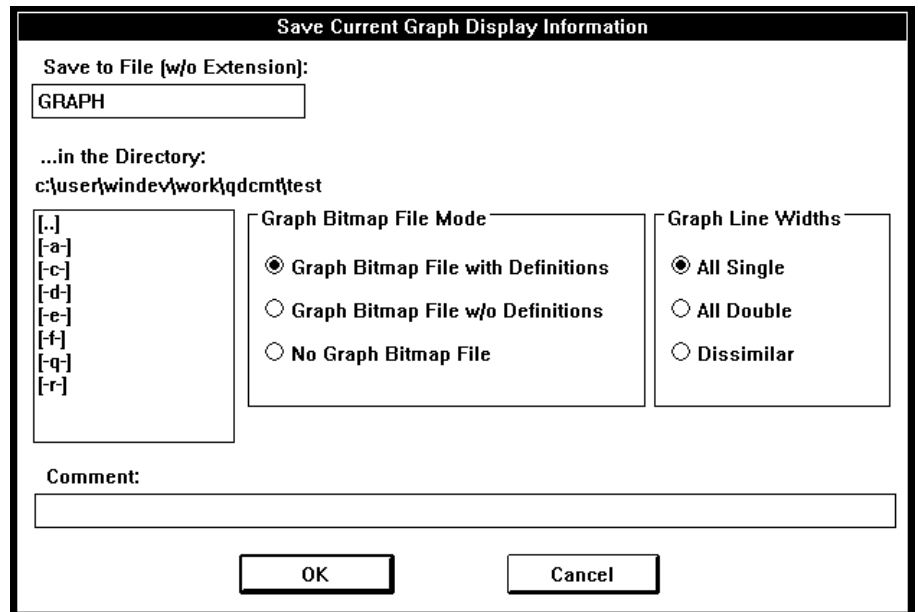 Save Current Graph Display Information
Save to File (w/o Extension):
GRAPH
...in the Directory:
c:\user\windev\work\qdcmt\test
[..]
[-a-]
[-c-]
[-d-]
[-e-]
[-f-]
[-q-]
[-r-]
Graph Bitmap File Mode
Graph Bitmap File with Definitions
Graph Bitmap File w/o Definitions
No Graph Bitmap File
Graph Line Widths
All Single
All Double
Dissimilar
Comment:
OK
Cancel